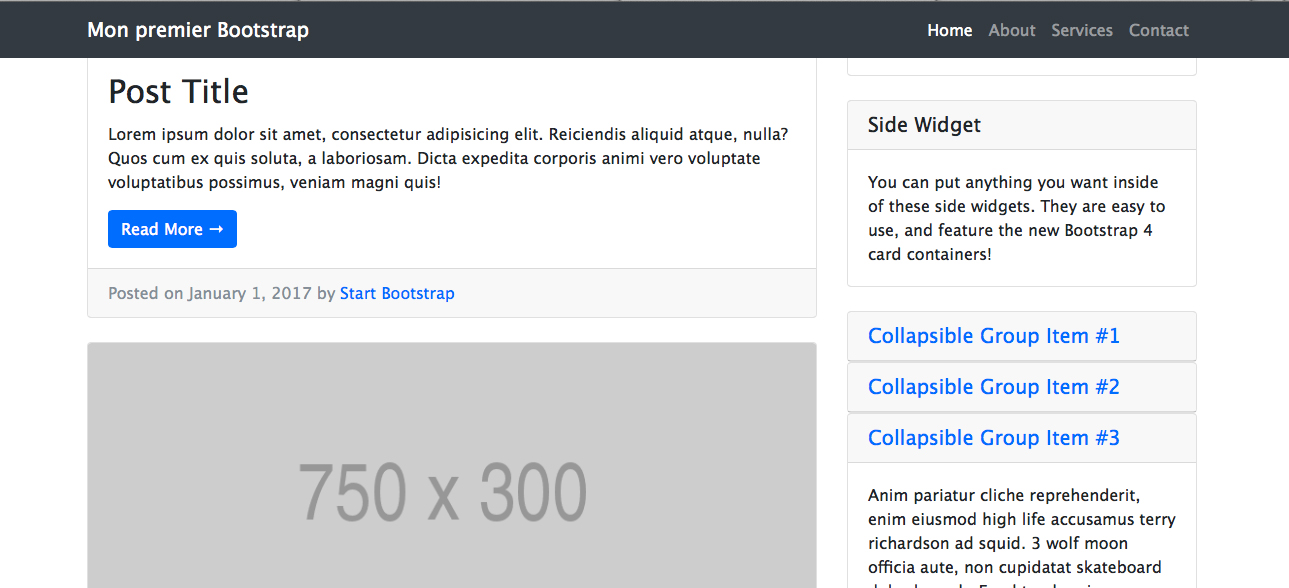 Mon premier Bootstrap
Home About Services Contact
Post Title
Lorem ipsum dolor sit amet, consectetur adipisicing elit. Reiciendis aliquid atque, nulla?
Quos cum ex quis soluta, a laboriosam. Dicta expedita corporis animi vero voluptate
voluptatibus possimus, veniam magni quis!
Read More →
Posted on January 1, 2017 by Start Bootstrap
750 x 300
Side Widget
You can put anything you want inside
of these side widgets. They are easy to
use, and feature the new Bootstrap 4
card containers!
Collapsible Group Item #1
Collapsible Group Item #2
Collapsible Group Item #3
Anim pariatur cliche reprehenderit,
enim eiusmod high life accusamus terry
richardson ad squid. 3 wolf moon
officia aute, non cupidatat skateboard